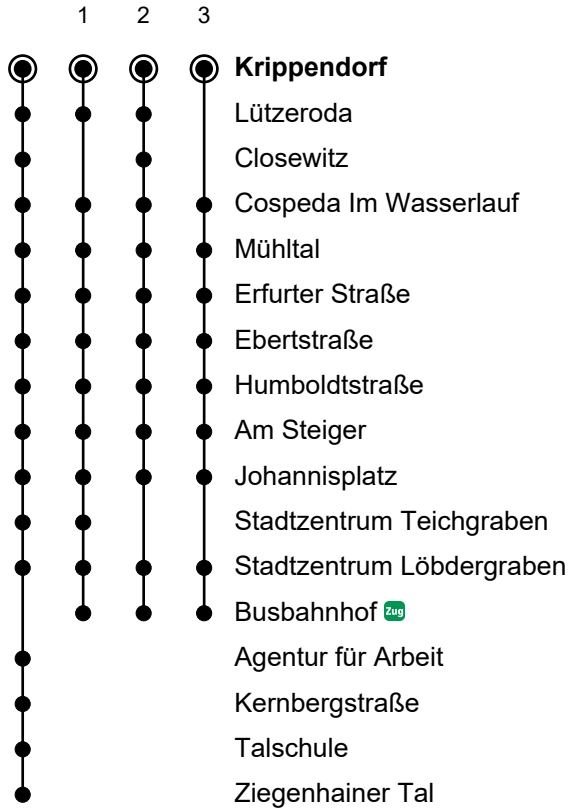 1 2 3
Krippendorf
Lützeroda
Closewitz
Cospeda Im Wasserlauf
Mühltal
Erfurter Straße
Ebertstraße
Humboldtstraße
Am Steiger
Johannisplatz
Stadtzentrum Teichgraben
Stadtzentrum Löbdergraben
Busbahnhof Zug
Agentur für Arbeit
Kernbergstraße
Talschule
Ziegenhainer Tal